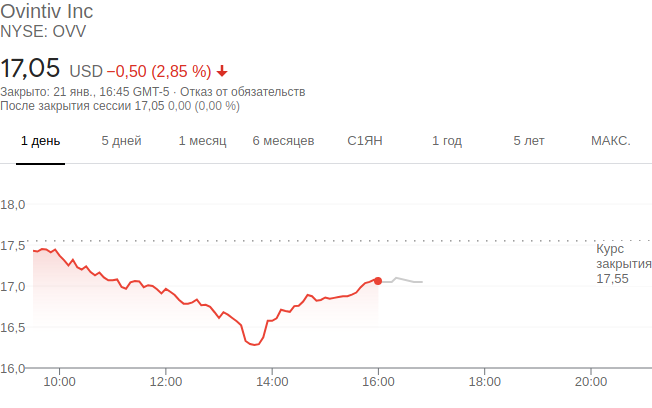 Ovintiv Inc
NYSE: OVV
17,05 USD −0,50 (2,85 %)
Закрыто: 21 янв., 16:45 GMT-5 · Отказ от обязательств
После закрытия сессии 17,05 0,00 (0,00 %)
1 день 5 дней 1 месяц 6 месяцев С1ЯН 1 год 5 лет МАКС.
18,0
17,5
Курс
закрытия
17,55
17,0
16,5
16,0
10:00 12:00 14:00 16:00 18:00 20:00